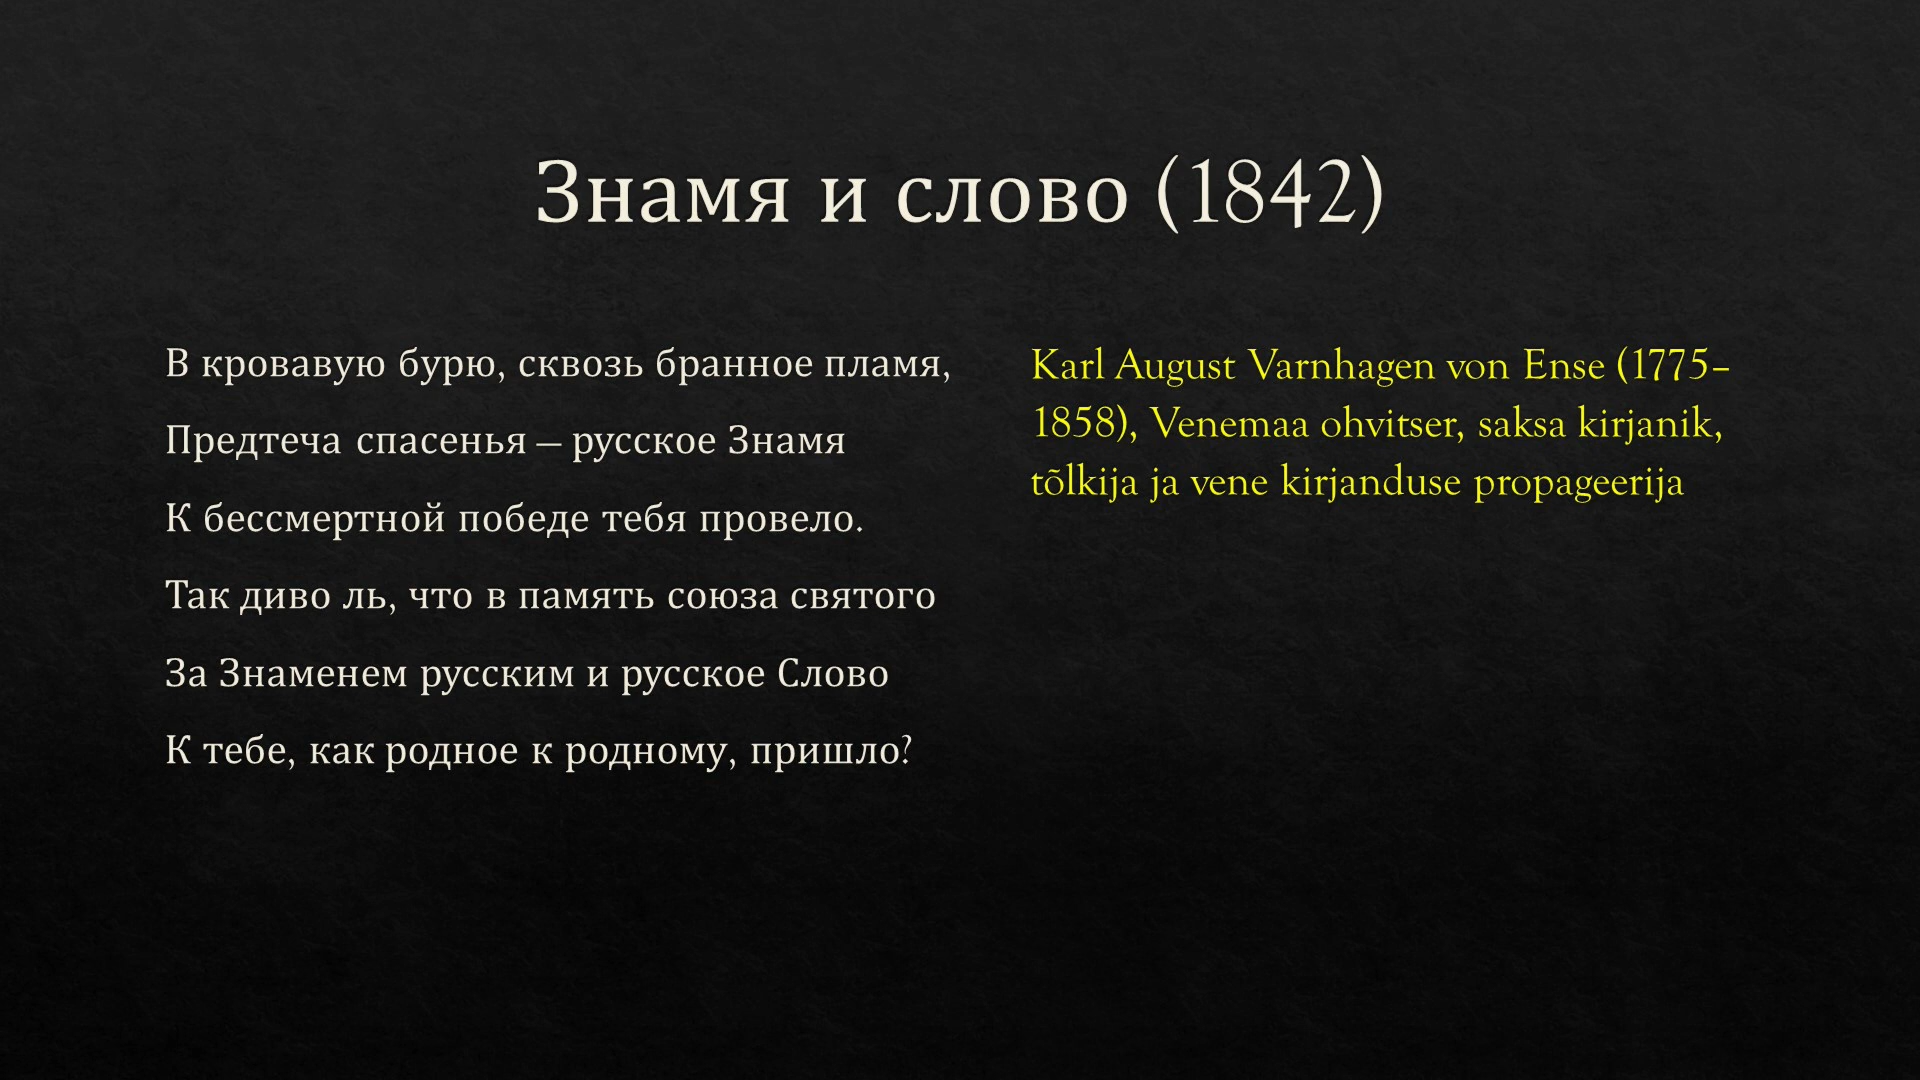 Знамя и слово (1842)
В кровавую бурю, сквозь бранное пламя,
Предтеча спасенья – русское Знамя
К бессмертной победе тебя провело.
Так диво ль, что в память союза святого
За Знаменем русским и русское Слово
К тебе, как родное к родному, пришло?
Karl August Varnhagen von Ense (1775–
1858), Venemaa ohvitser, saksa kirjanik,
tõlkija ja vene kirjanduse propageerija